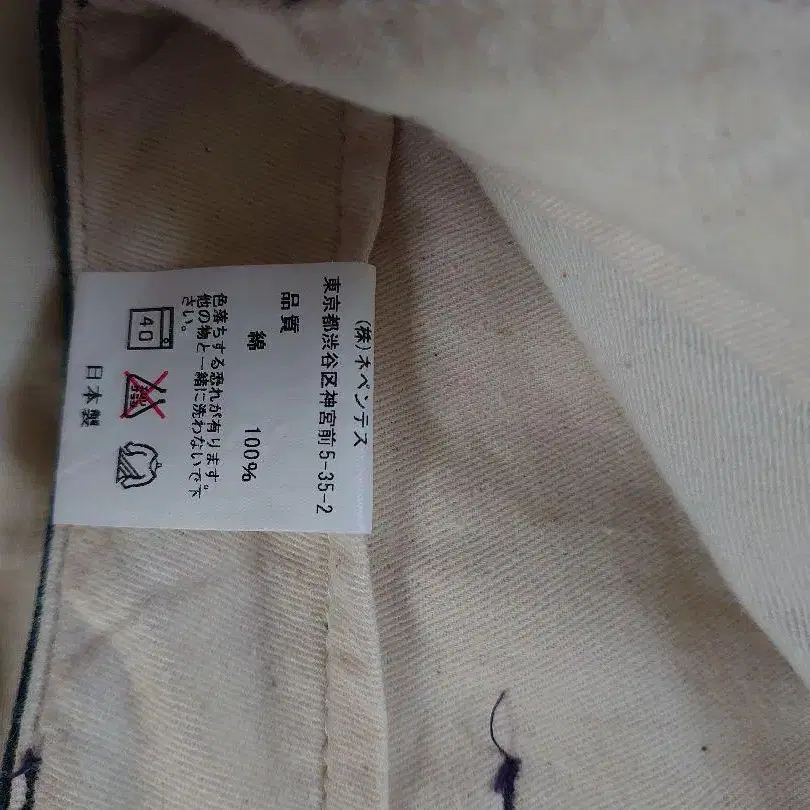 (株)ネペンテス
東京都渋谷区神宮前5-35-2
品質
綿 100%
色落ちする恐れが有ります。
他の物と一緒に洗わないで下
さい。
40
日本製